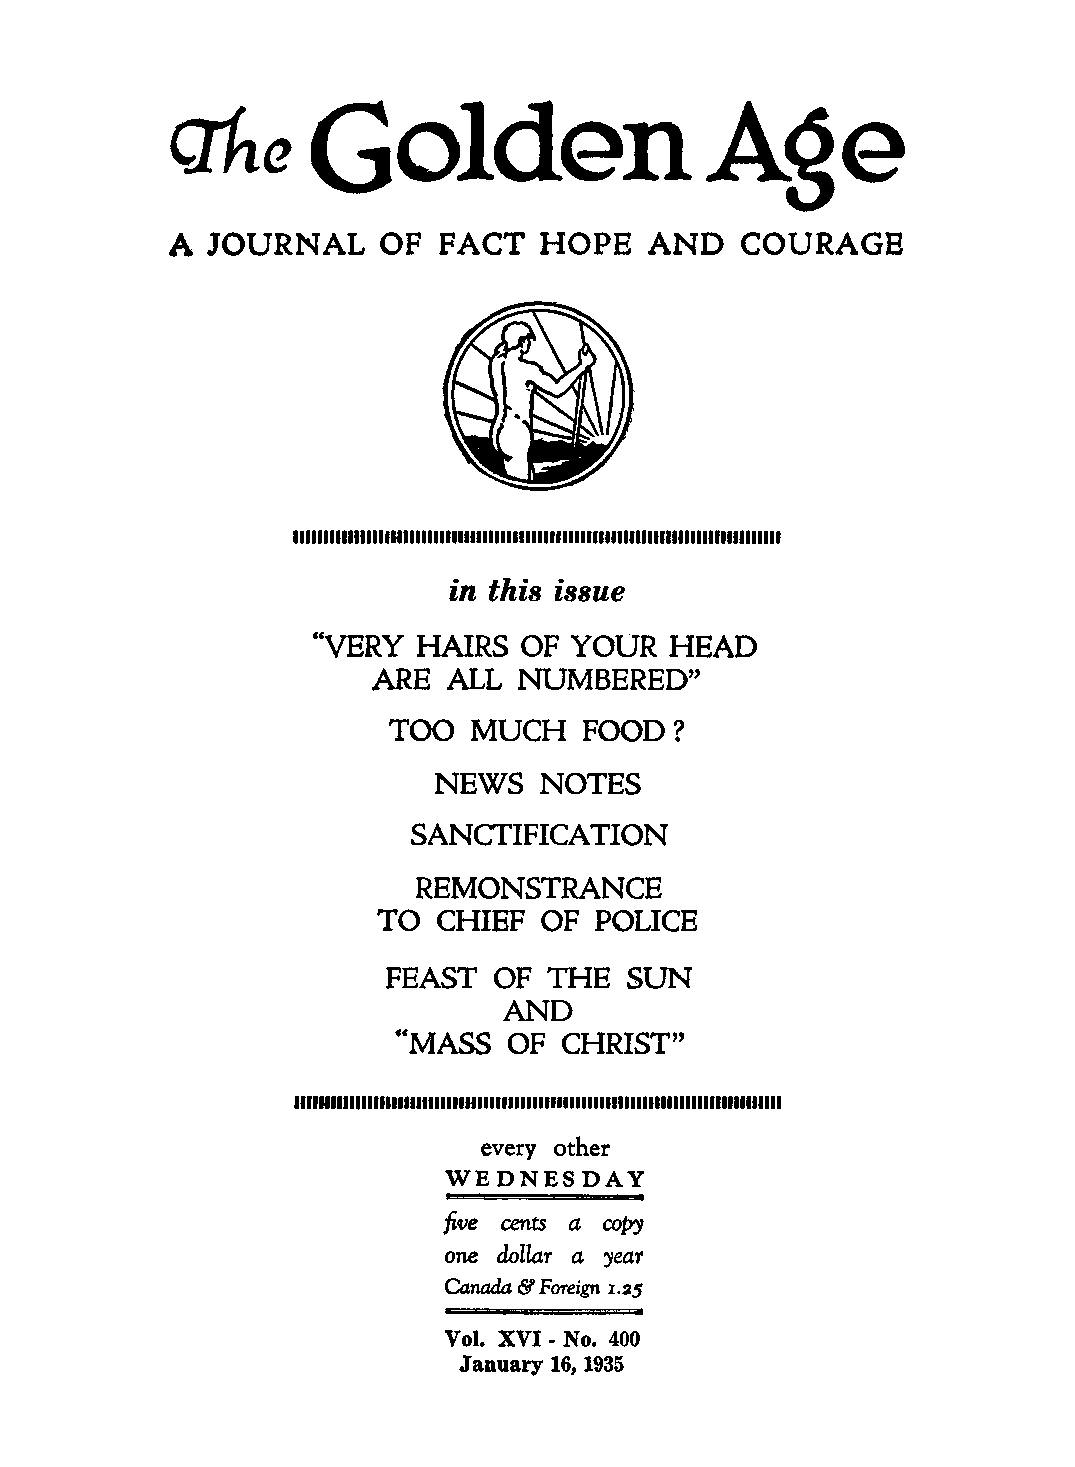 The Golden Age
A JOURNAL OF FACT HOPE AND COURAGE
in this issue
“VERY HAIRS OF YOUR HEAD
ARE ALL NUMBERED”
TOO MUCH FOOD?
NEWS NOTES
SANCTIFICATION
REMONSTRANCE
TO CHIEF OF POLICE
FEAST OF THE SUN
AND
“MASS OF CHRIST”
every other
WEDNESDAY
five cents a copy
one dollar a year
Canada & Foreign 1.25
Vol. XVI - No. 400
January 16, 1935